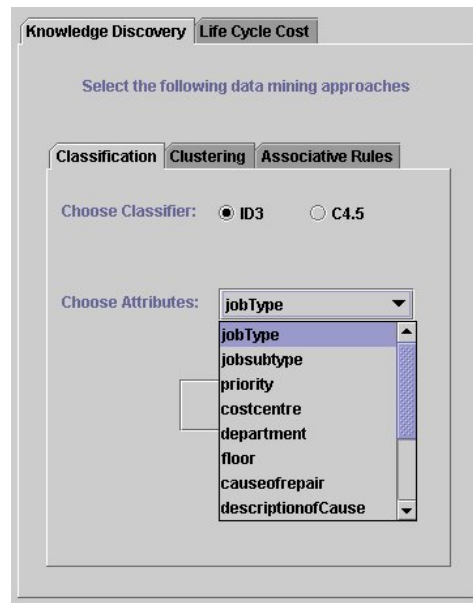 Knowledge Discovery Life Cycle Cost
Select the following data mining approaches
Classification Clustering Associative Rules
Choose Classifier: ID3 C4.5
Choose Attributes: jobType
jobType
jobsubtype
priority
costcentre
department
floor
causeofrepair
descriptionofCause